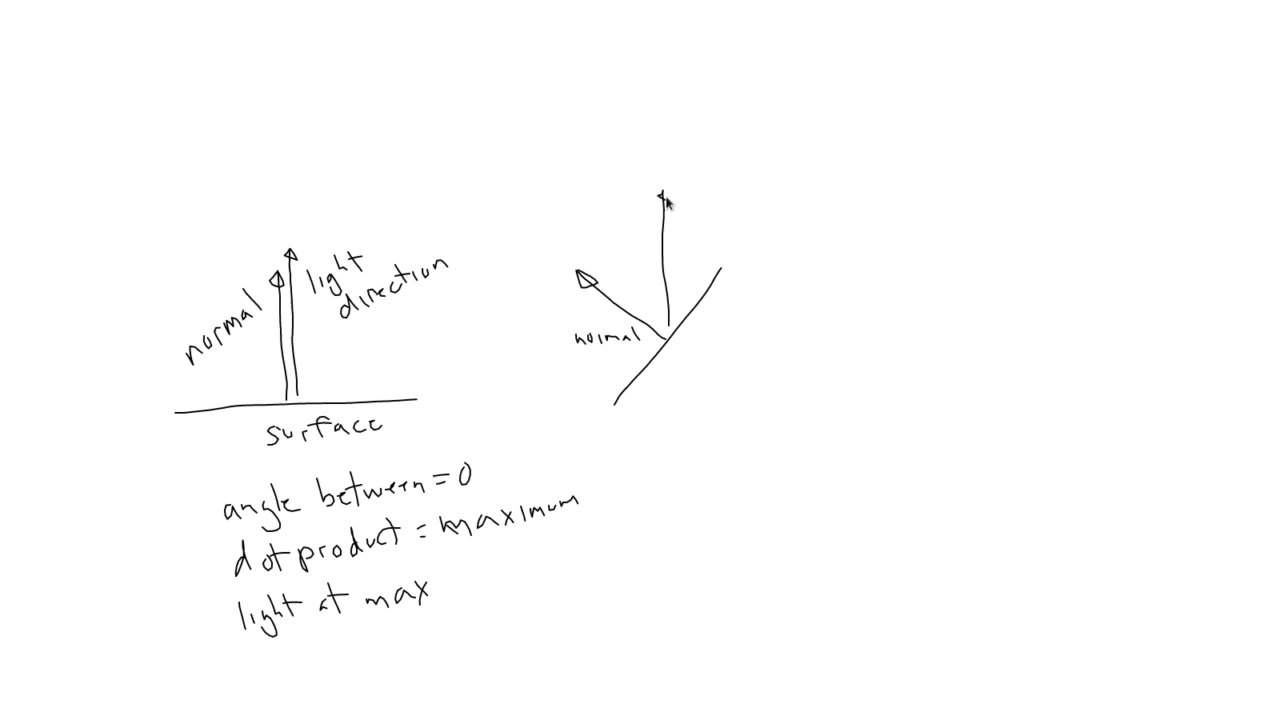 light
direction
normal
normal
surface
angle between = 0
dot product = maximum
light at max